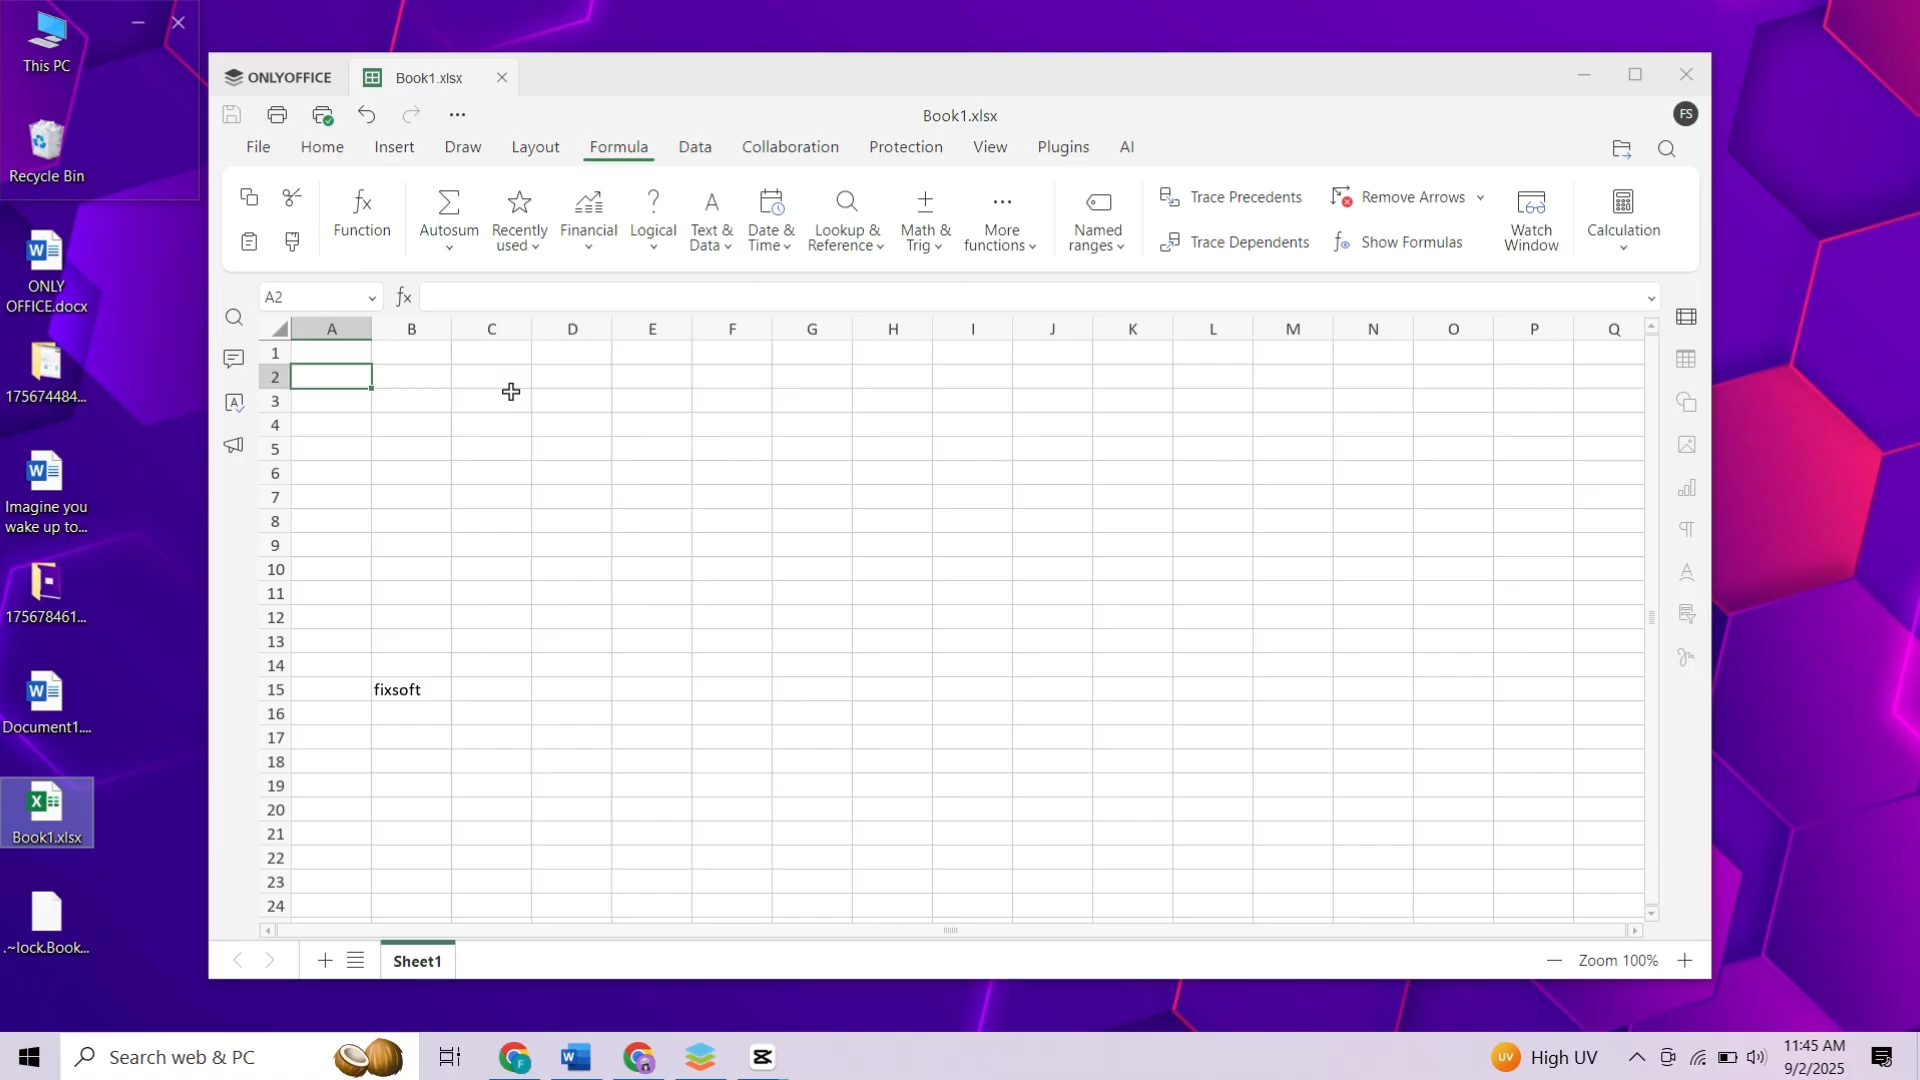 This PC
Recycle Bin
ONLY
OFFICE.docx
175674484...
Imagine you
wake up to...
175678461...
Document1....
Book1.xlsx
.~lock.Book...
ONLYOFFICE
Book1.xlsx
Book1.xlsx
FS
File Home Insert Draw Layout Formula Data Collaboration Protection View Plugins AI
Function
Autosum
Recently
used
Financial
Logical
Text &
Data
Date &
Time
Lookup &
Reference
Math &
Trig
More
functions
Named
ranges
Trace Precedents
Trace Dependents
Remove Arrows
Show Formulas
Watch
Window
Calculation
A2 fx
A B C D E F G H I J K L M N O P Q
1
2
3
4
5
6
7
8
9
10
11
12
13
14
15 fixsoft
16
17
18
19
20
21
22
23
24
Sheet1
Zoom 100%
Search web & PC
UV High UV
11:45 AM
9/2/2025